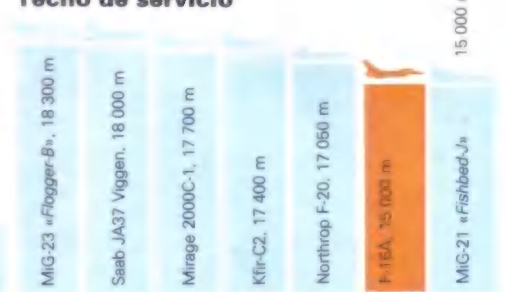 Techo de servicio
MiG-23 «Flogger-B», 18 300 m
Saab JA37 Viggen, 18 000 m
Mirage 2000C-1, 17 700 m
Kfir-C2, 17 400 m
Northrop F-20, 17 050 m
F-16A, 15 000 m
MiG-21 «Fishbed-J»
15 000